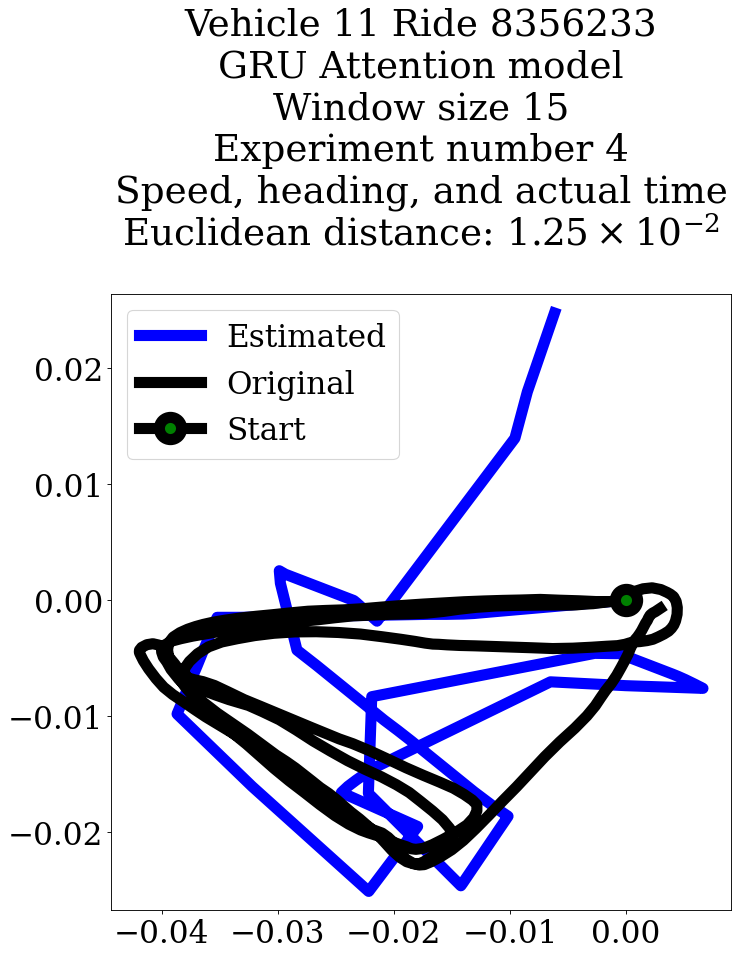 Vehicle 11 Ride 8356233
GRU Attention model
Window size 15
Experiment number 4
Speed, heading, and actual time
Euclidean distance: 1.25 × 10⁻²
Estimated
Original
Start
0.02
0.01
0.00
−0.01
−0.02
−0.04 −0.03 −0.02 −0.01 0.00